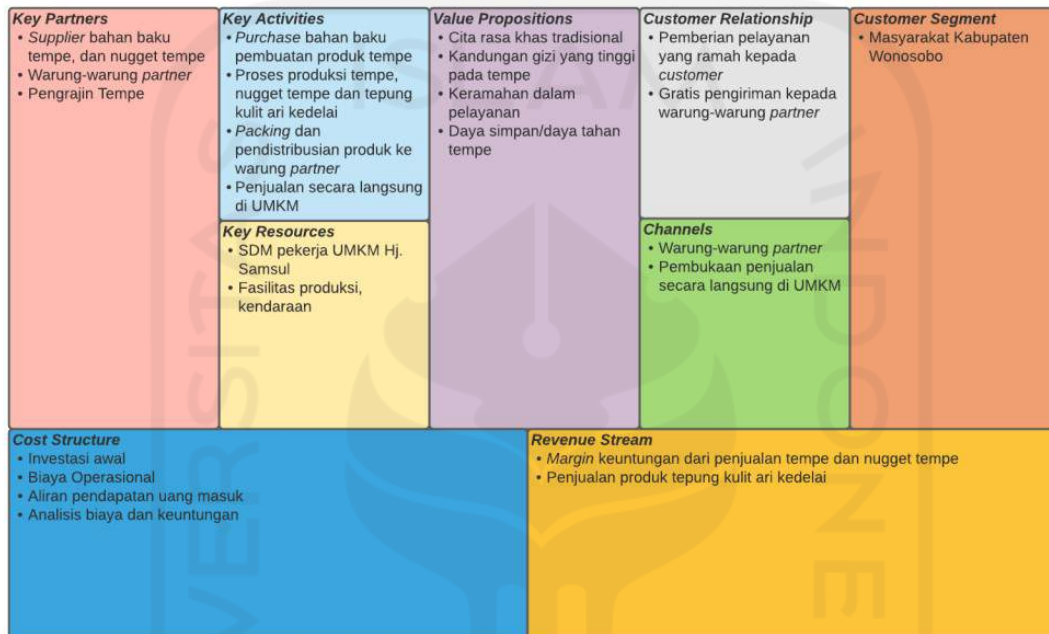 Key Partners
• Supplier bahan baku
tempe, dan nugget tempe
• Warung-warung partner
• Pengrajin Tempe
Key Activities
• Purchase bahan baku
pembuatan produk tempe
• Proses produksi tempe,
nugget tempe dan tepung
kulit ari kedelai
• Packing dan
pendistribusian produk ke
warung partner
• Penjualan secara langsung
di UMKM
Key Resources
• SDM pekerja UMKM Hj.
Samsul
• Fasilitas produksi,
kendaraan
Value Propositions
• Cita rasa khas tradisional
• Kandungan gizi yang tinggi
pada tempe
• Keramahan dalam
pelayanan
• Daya simpan/daya tahan
tempe
Customer Relationship
• Pemberian pelayanan
yang ramah kepada
customer
• Gratis pengiriman kepada
warung-warung partner
Channels
• Warung-warung partner
• Pembukaan penjualan
secara langsung di UMKM
Customer Segment
• Masyarakat Kabupaten
Wonosobo
Cost Structure
• Investasi awal
• Biaya Operasional
• Aliran pendapatan uang masuk
• Analisis biaya dan keuntungan
Revenue Stream
• Margin keuntungan dari penjualan tempe dan nugget tempe
• Penjualan produk tepung kulit ari kedelai
VERSITAS
ISLAM
INDONE